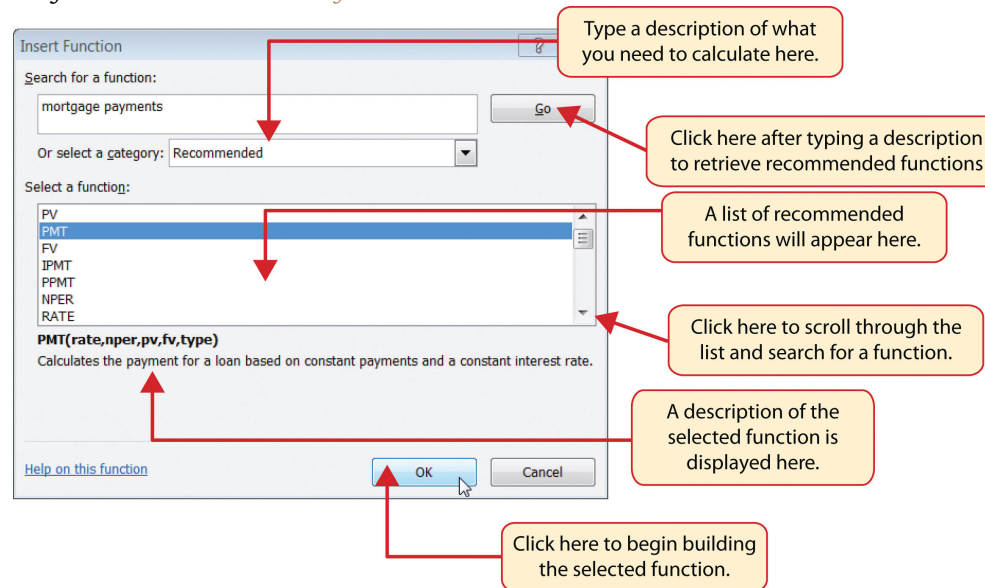 Insert Function
?
Type a description of what
you need to calculate here.
Search for a function:
mortgage payments
Go
Click here after typing a description
to retrieve recommended functions
Or select a category: Recommended
Select a function:
PV
PMT
FV
IPMT
PPMT
NPER
RATE
A list of recommended
functions will appear here.
Click here to scroll through the
list and search for a function.
PMT(rate,nper,pv,fv,type)
Calculates the payment for a loan based on constant payments and a constant interest rate.
A description of the
selected function is
displayed here.
Help on this function
OK
Cancel
Click here to begin building
the selected function.